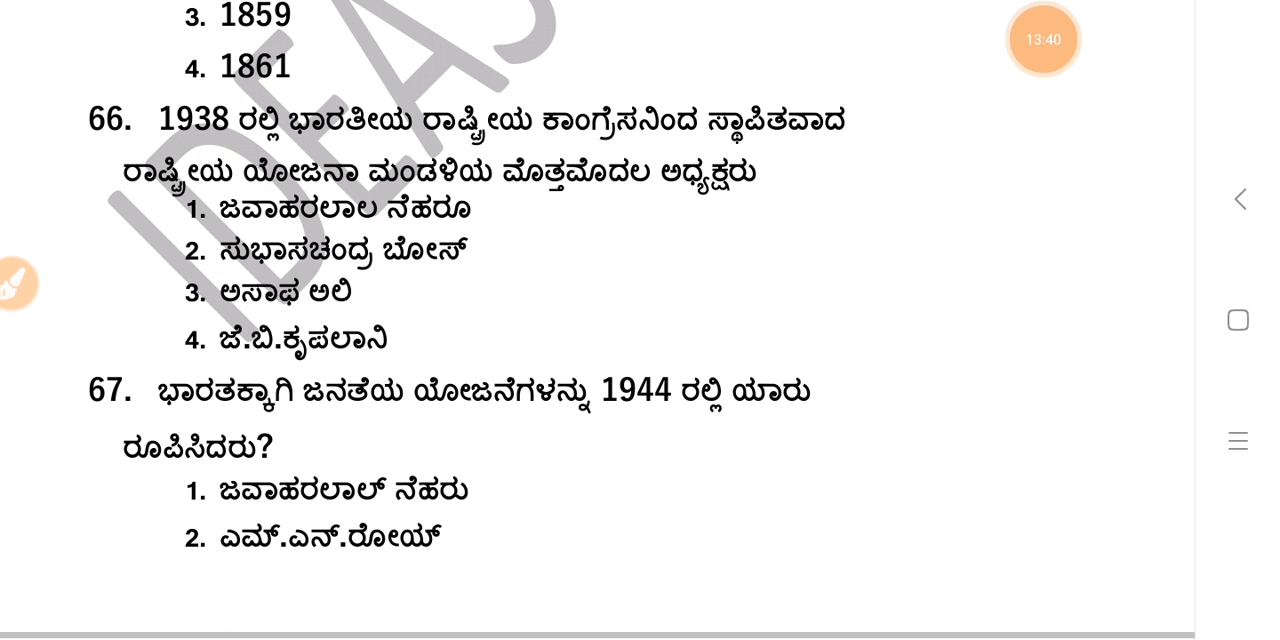 3. 1859
13:40
4. 1861
66. 1938 ರಲ್ಲಿ ಭಾರತೀಯ ರಾಷ್ಟ್ರೀಯ ಕಾಂಗ್ರೆಸನಿಂದ ಸ್ಥಾಪಿತವಾದ
ರಾಷ್ಟ್ರೀಯ ಯೋಜನಾ ಮಂಡಳಿಯ ಮೊತ್ತಮೊದಲ ಅಧ್ಯಕ್ಷರು
1. ಜವಾಹರಲಾಲ ನೆಹರೂ
2. ಸುಭಾಸಚಂದ್ರ ಬೋಸ್
3. ಅಸಾಫ ಅಲಿ
4. ಜೆ.ಬಿ.ಕೃಪಲಾನಿ
67. ಭಾರತಕ್ಕಾಗಿ ಜನತೆಯ ಯೋಜನೆಗಳನ್ನು 1944 ರಲ್ಲಿ ಯಾರು
ರೂಪಿಸಿದರು?
1. ಜವಾಹರಲಾಲ್ ನೆಹರು
2. ಎಮ್.ಎನ್.ರೋಯ್
IDEAS